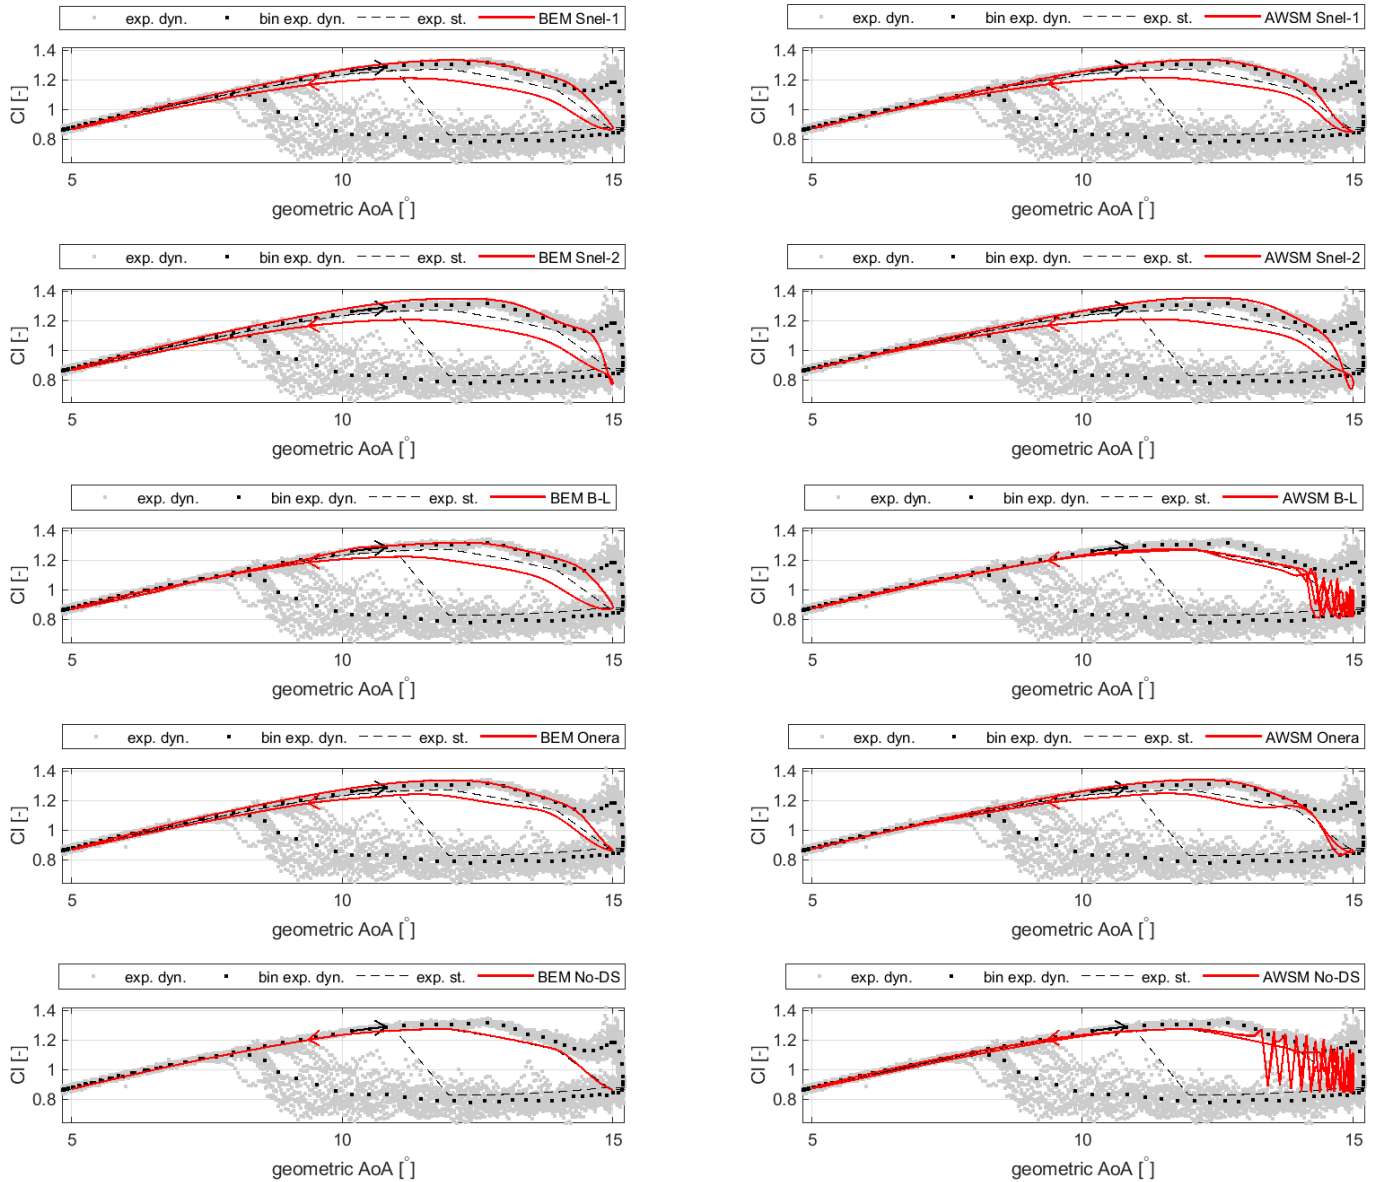 exp. dyn. bin exp. dyn. exp. st. BEM Snel-1
1.4
1.2
1
0.8
Cl [-]
5 10 15
geometric AoA [°]
exp. dyn. bin exp. dyn. exp. st. AWSM Snel-1
1.4
1.2
1
0.8
Cl [-]
5 10 15
geometric AoA [°]
exp. dyn. bin exp. dyn. exp. st. BEM Snel-2
1.4
1.2
1
0.8
Cl [-]
5 10 15
geometric AoA [°]
exp. dyn. bin exp. dyn. exp. st. AWSM Snel-2
1.4
1.2
1
0.8
Cl [-]
5 10 15
geometric AoA [°]
exp. dyn. bin exp. dyn. exp. st. BEM B-L
1.4
1.2
1
0.8
Cl [-]
5 10 15
geometric AoA [°]
exp. dyn. bin exp. dyn. exp. st. AWSM B-L
1.4
1.2
1
0.8
Cl [-]
5 10 15
geometric AoA [°]
exp. dyn. bin exp. dyn. exp. st. BEM Onera
1.4
1.2
1
0.8
Cl [-]
5 10 15
geometric AoA [°]
exp. dyn. bin exp. dyn. exp. st. AWSM Onera
1.4
1.2
1
0.8
Cl [-]
5 10 15
geometric AoA [°]
exp. dyn. bin exp. dyn. exp. st. BEM No-DS
1.4
1.2
1
0.8
Cl [-]
5 10 15
geometric AoA [°]
exp. dyn. bin exp. dyn. exp. st. AWSM No-DS
1.4
1.2
1
0.8
Cl [-]
5 10 15
geometric AoA [°]